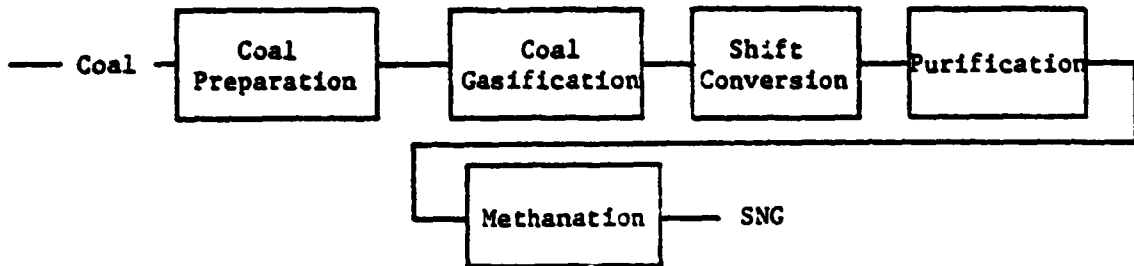 Coal
Coal
Preparation
Coal
Gasification
Shift
Conversion
Purification
Methanation
SNG